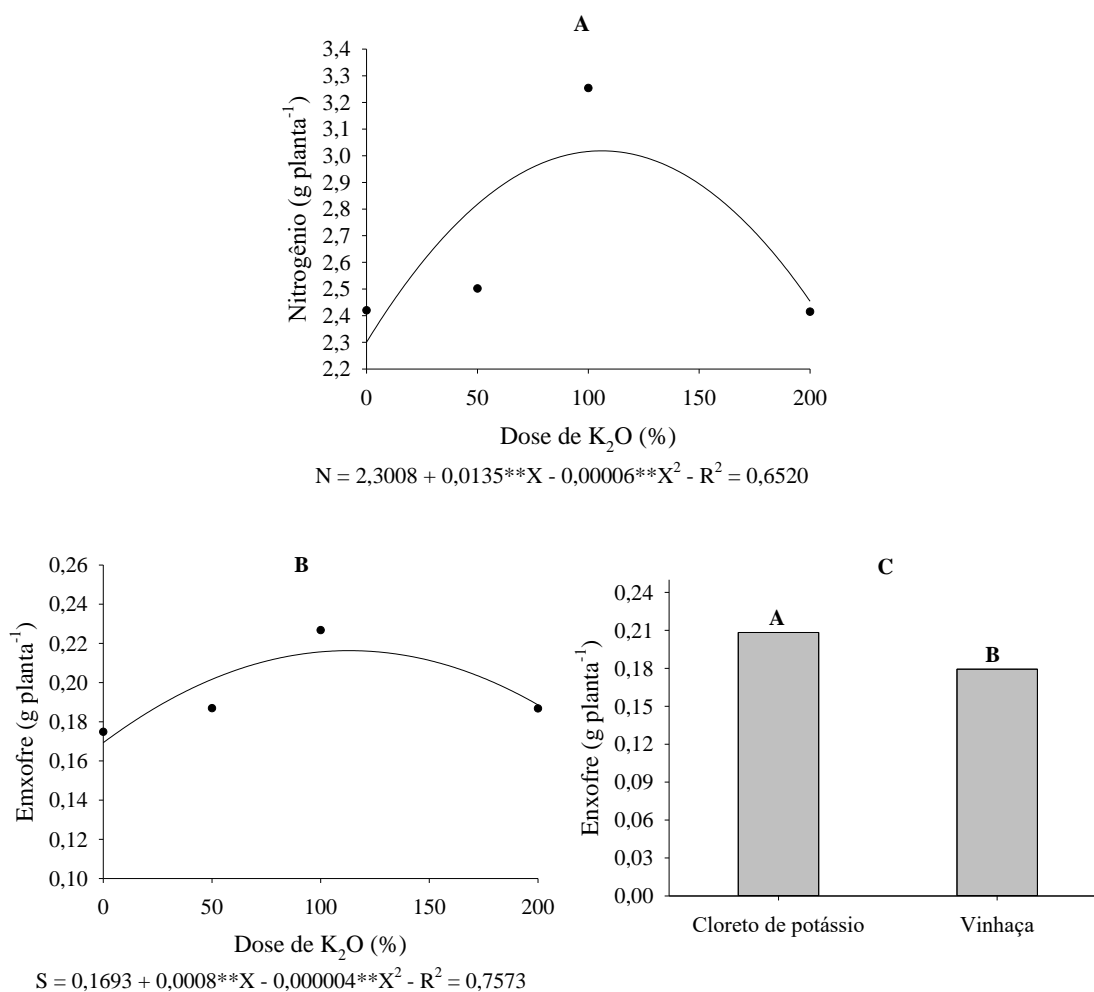 A
3,4
3,3
3,2
3,1
3,0
2,9
2,8
2,7
2,6
2,5
2,4
2,3
2,2
Nitrogênio (g planta⁻¹)
0 50 100 150 200
Dose de K₂O (%)
N = 2,3008 + 0,0135**X - 0,00006**X² - R² = 0,6520
B
0,26
0,24
0,22
0,20
0,18
0,16
0,14
0,12
0,10
Emxofre (g planta⁻¹)
0 50 100 150 200
Dose de K₂O (%)
S = 0,1693 + 0,0008**X - 0,000004**X² - R² = 0,7573
C
0,24
0,21
0,18
0,15
0,12
0,09
0,06
0,03
0,00
Enxofre (g planta⁻¹)
A
B
Cloreto de potássio Vinhaça